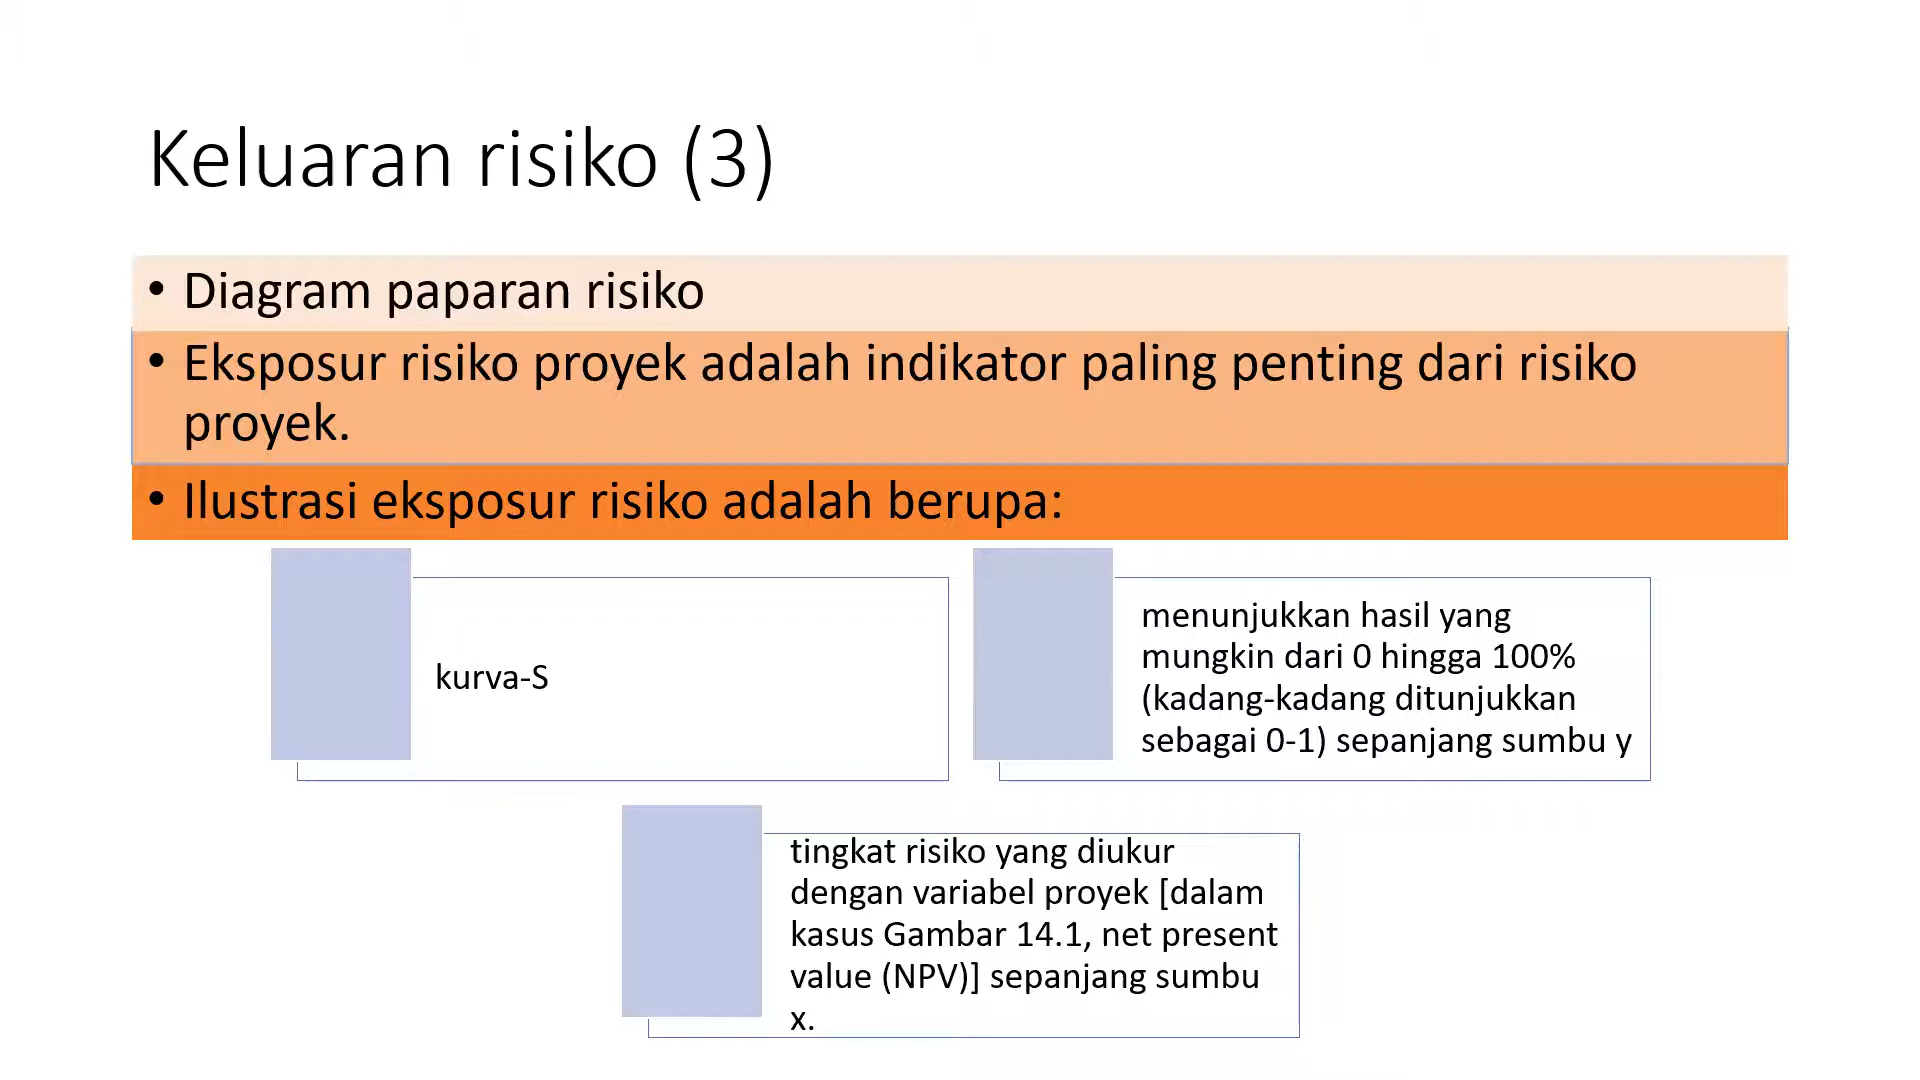 Keluaran risiko (3)
• Diagram paparan risiko
• Eksposur risiko proyek adalah indikator paling penting dari risiko
proyek.
• Ilustrasi eksposur risiko adalah berupa:
kurva-S
menunjukkan hasil yang
mungkin dari 0 hingga 100%
(kadang-kadang ditunjukkan
sebagai 0-1) sepanjang sumbu y
tingkat risiko yang diukur
dengan variabel proyek [dalam
kasus Gambar 14.1, net present
value (NPV)] sepanjang sumbu
x.